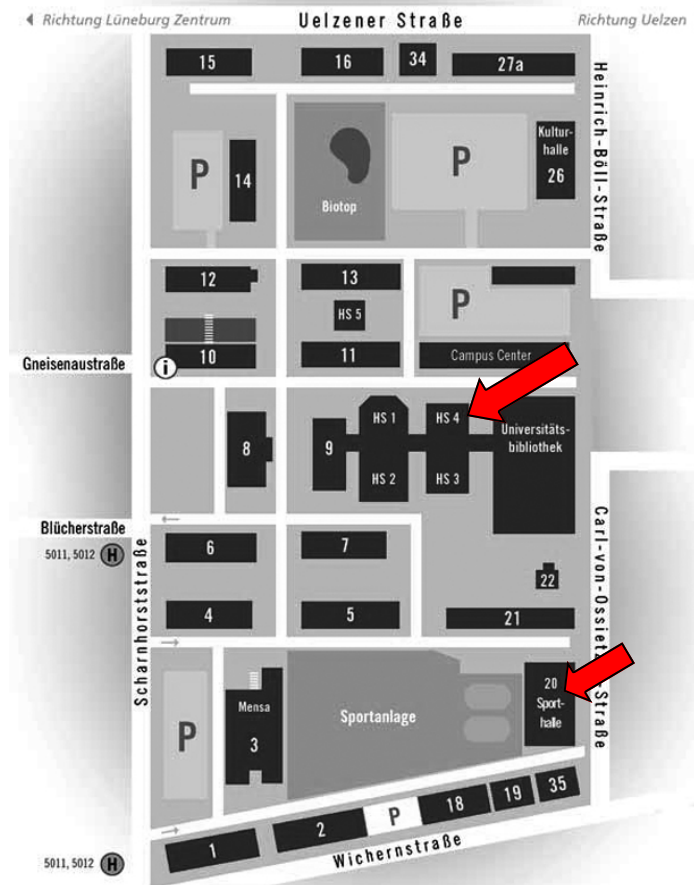 Richtung Lüneburg Zentrum
Uelzener Straße
Richtung Uelzen
15
16
34
27a
Heinrich-Böll-Straße
P
14
Biotop
P
Kultur-
halle
26
12
13
P
HS 5
Gneisenaustraße
i
10
11
Campus Center
8
9
HS 1
HS 4
Universitäts-
bibliothek
HS 2
HS 3
Blücherstraße
5011, 5012 H
6
7
22
Scharnhorststraße
4
5
21
P
Mensa
3
Sportanlage
20
Sport-
halle
Straße
1
2
P
18
19
35
Wichernstraße
5011, 5012 H